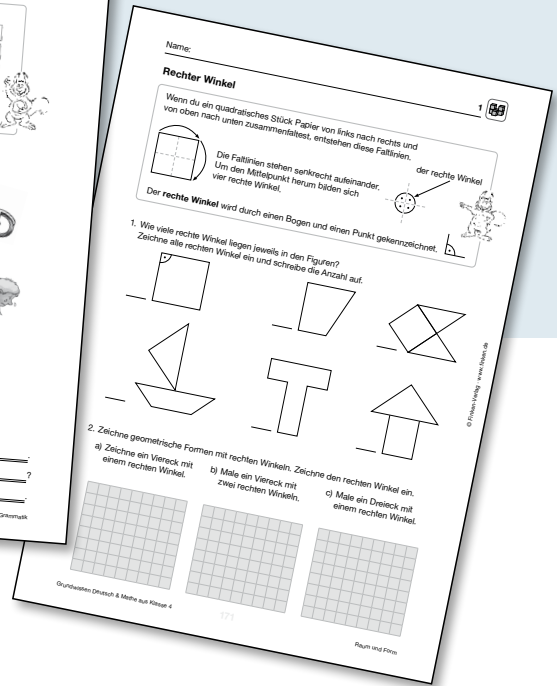 Name:
Rechter Winkel
1
Wenn du ein quadratisches Stück Papier von links nach rechts und
von oben nach unten zusammenfaltest, entstehen diese Faltlinien.
Die Faltlinien stehen senkrecht aufeinander.
Um den Mittelpunkt herum bilden sich
vier rechte Winkel.
der rechte Winkel
Der rechte Winkel wird durch einen Bogen und einen Punkt gekennzeichnet.
1. Wie viele rechte Winkel liegen jeweils in den Figuren?
Zeichne alle rechten Winkel ein und schreibe die Anzahl auf.
2. Zeichne geometrische Formen mit rechten Winkeln. Zeichne den rechten Winkel ein.
a) Zeichne ein Viereck mit
einem rechten Winkel.
b) Male ein Viereck mit
zwei rechten Winkeln.
c) Male ein Dreieck mit
einem rechten Winkel.
© Finken-Verlag · www.finken.de
Grundwissen Deutsch & Mathe aus Klasse 4
171
Raum und Form
.
?
.
Grammatik